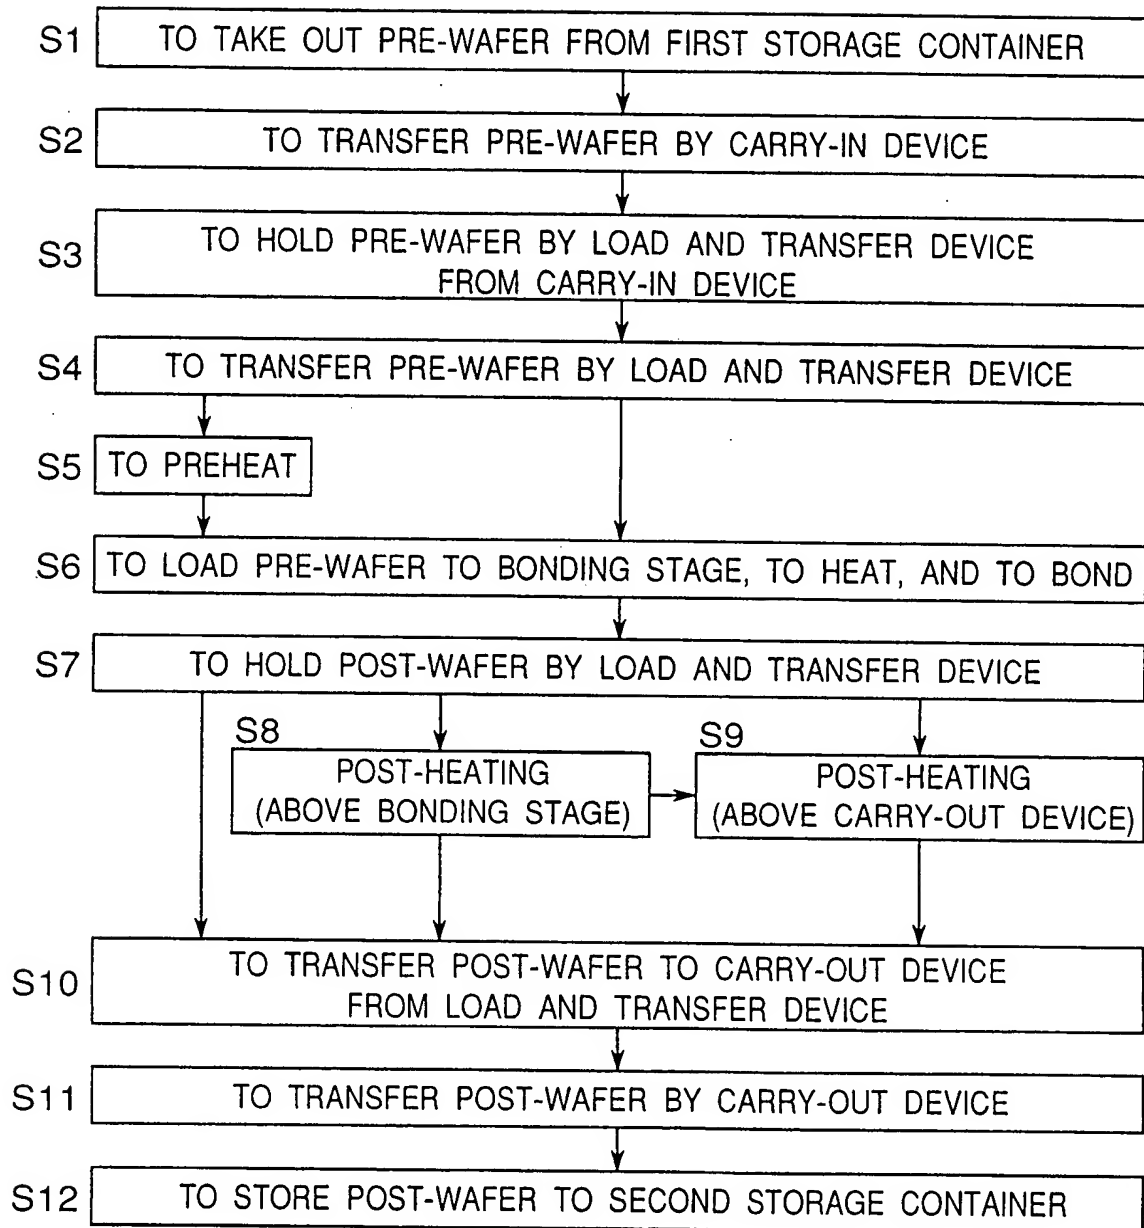 S1 TO TAKE OUT PRE-WAFER FROM FIRST STORAGE CONTAINER
S2 TO TRANSFER PRE-WAFER BY CARRY-IN DEVICE
S3 TO HOLD PRE-WAFER BY LOAD AND TRANSFER DEVICE
FROM CARRY-IN DEVICE
S4 TO TRANSFER PRE-WAFER BY LOAD AND TRANSFER DEVICE
S5 TO PREHEAT
S6 TO LOAD PRE-WAFER TO BONDING STAGE, TO HEAT, AND TO BOND
S7 TO HOLD POST-WAFER BY LOAD AND TRANSFER DEVICE
S8
POST-HEATING
(ABOVE BONDING STAGE)
S9
POST-HEATING
(ABOVE CARRY-OUT DEVICE)
S10 TO TRANSFER POST-WAFER TO CARRY-OUT DEVICE
FROM LOAD AND TRANSFER DEVICE
S11 TO TRANSFER POST-WAFER BY CARRY-OUT DEVICE
S12 TO STORE POST-WAFER TO SECOND STORAGE CONTAINER